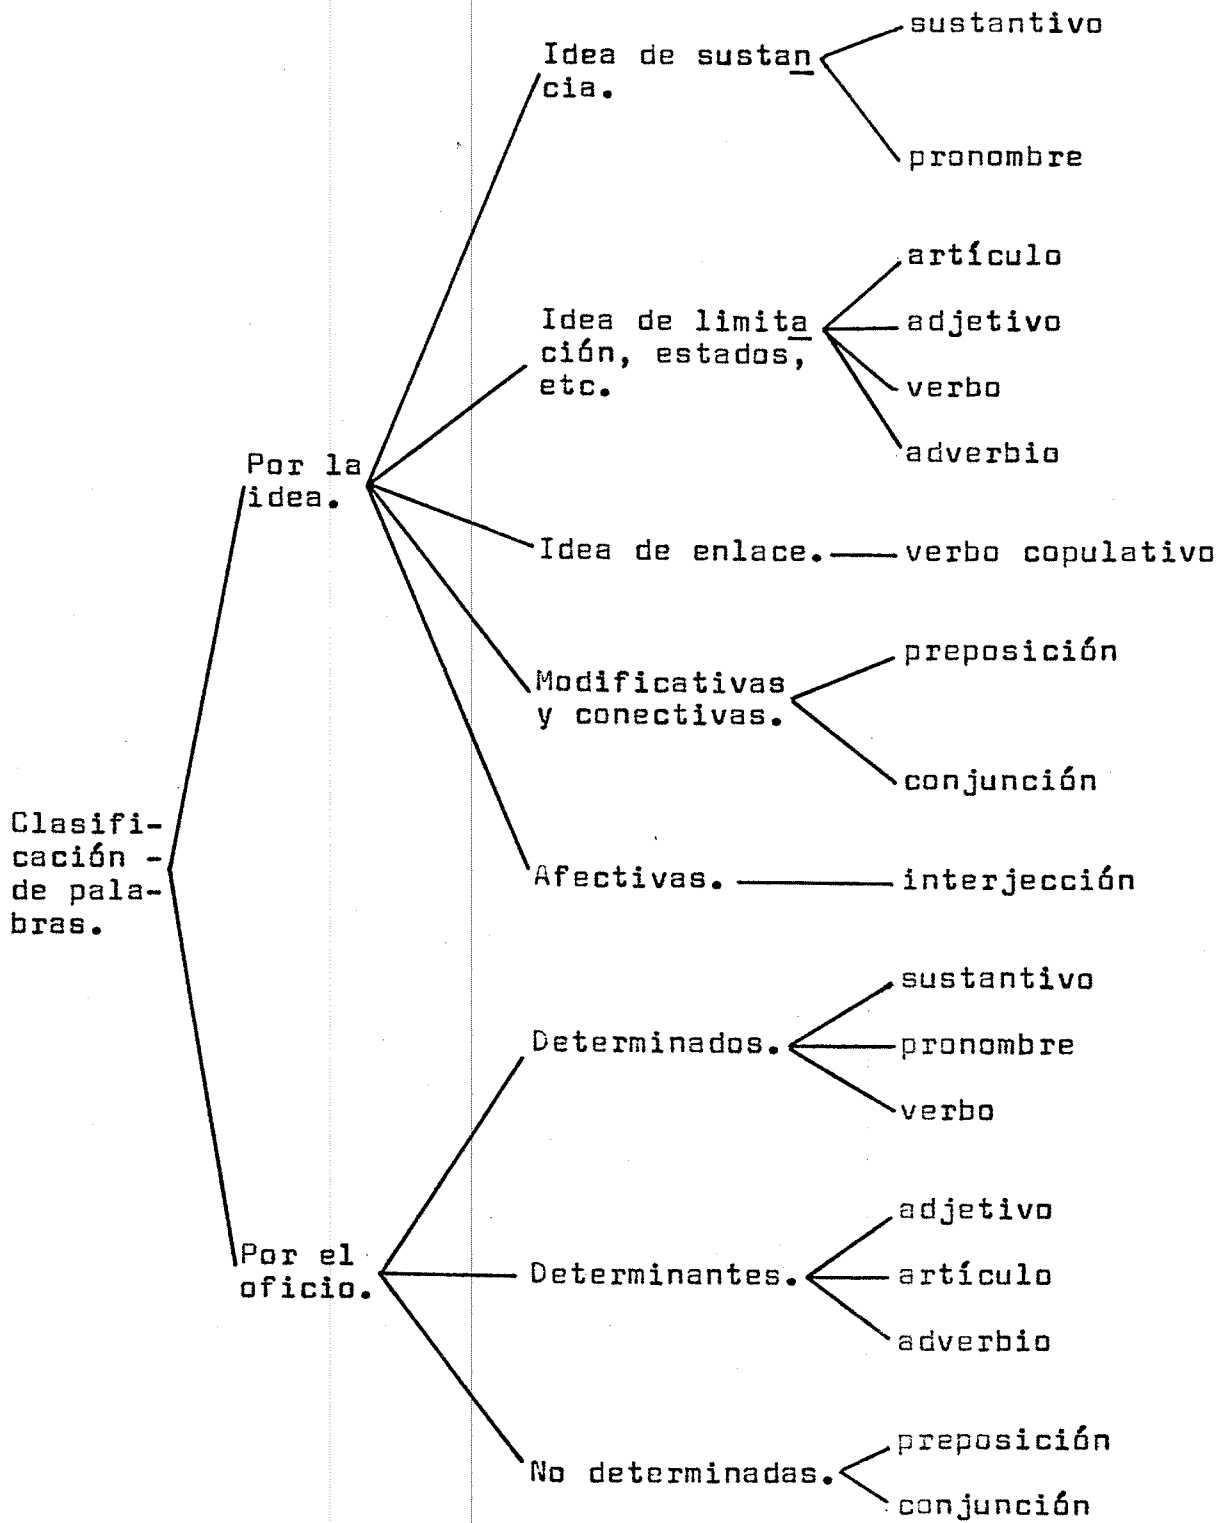 Clasifi-
cación -
de pala-
bras.
Por la
idea.
Idea de sustan
cia.
sustantivo
pronombre
Idea de limita
ción, estados,
etc.
artículo
adjetivo
verbo
adverbio
Idea de enlace.
verbo copulativo
Modificativas
y conectivas.
preposición
conjunción
Afectivas.
interjección
Por el
oficio.
Determinados.
sustantivo
pronombre
verbo
Determinantes.
adjetivo
artículo
adverbio
No determinadas.
preposición
conjunción